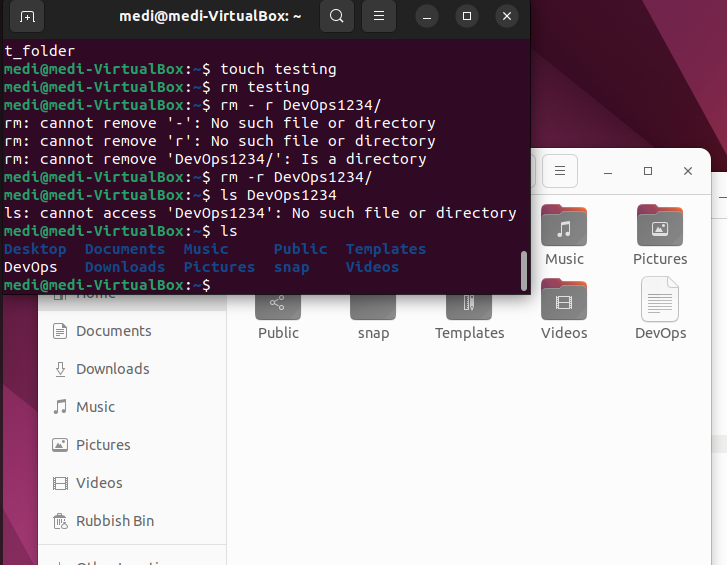 medi@medi-VirtualBox: ~
t_folder
medi@medi-VirtualBox:~$ touch testing
medi@medi-VirtualBox:~$ rm testing
medi@medi-VirtualBox:~$ rm - r DevOps1234/
rm: cannot remove '-': No such file or directory
rm: cannot remove 'r': No such file or directory
rm: cannot remove 'DevOps1234/': Is a directory
medi@medi-VirtualBox:~$ rm -r DevOps1234/
medi@medi-VirtualBox:~$ ls DevOps1234
ls: cannot access 'DevOps1234': No such file or directory
medi@medi-VirtualBox:~$ ls
Desktop Documents Music Public Templates
DevOps Downloads Pictures snap Videos
medi@medi-VirtualBox:~$
Music Pictures
Public snap Templates Videos DevOps
Home
Documents
Downloads
Music
Pictures
Videos
Rubbish Bin